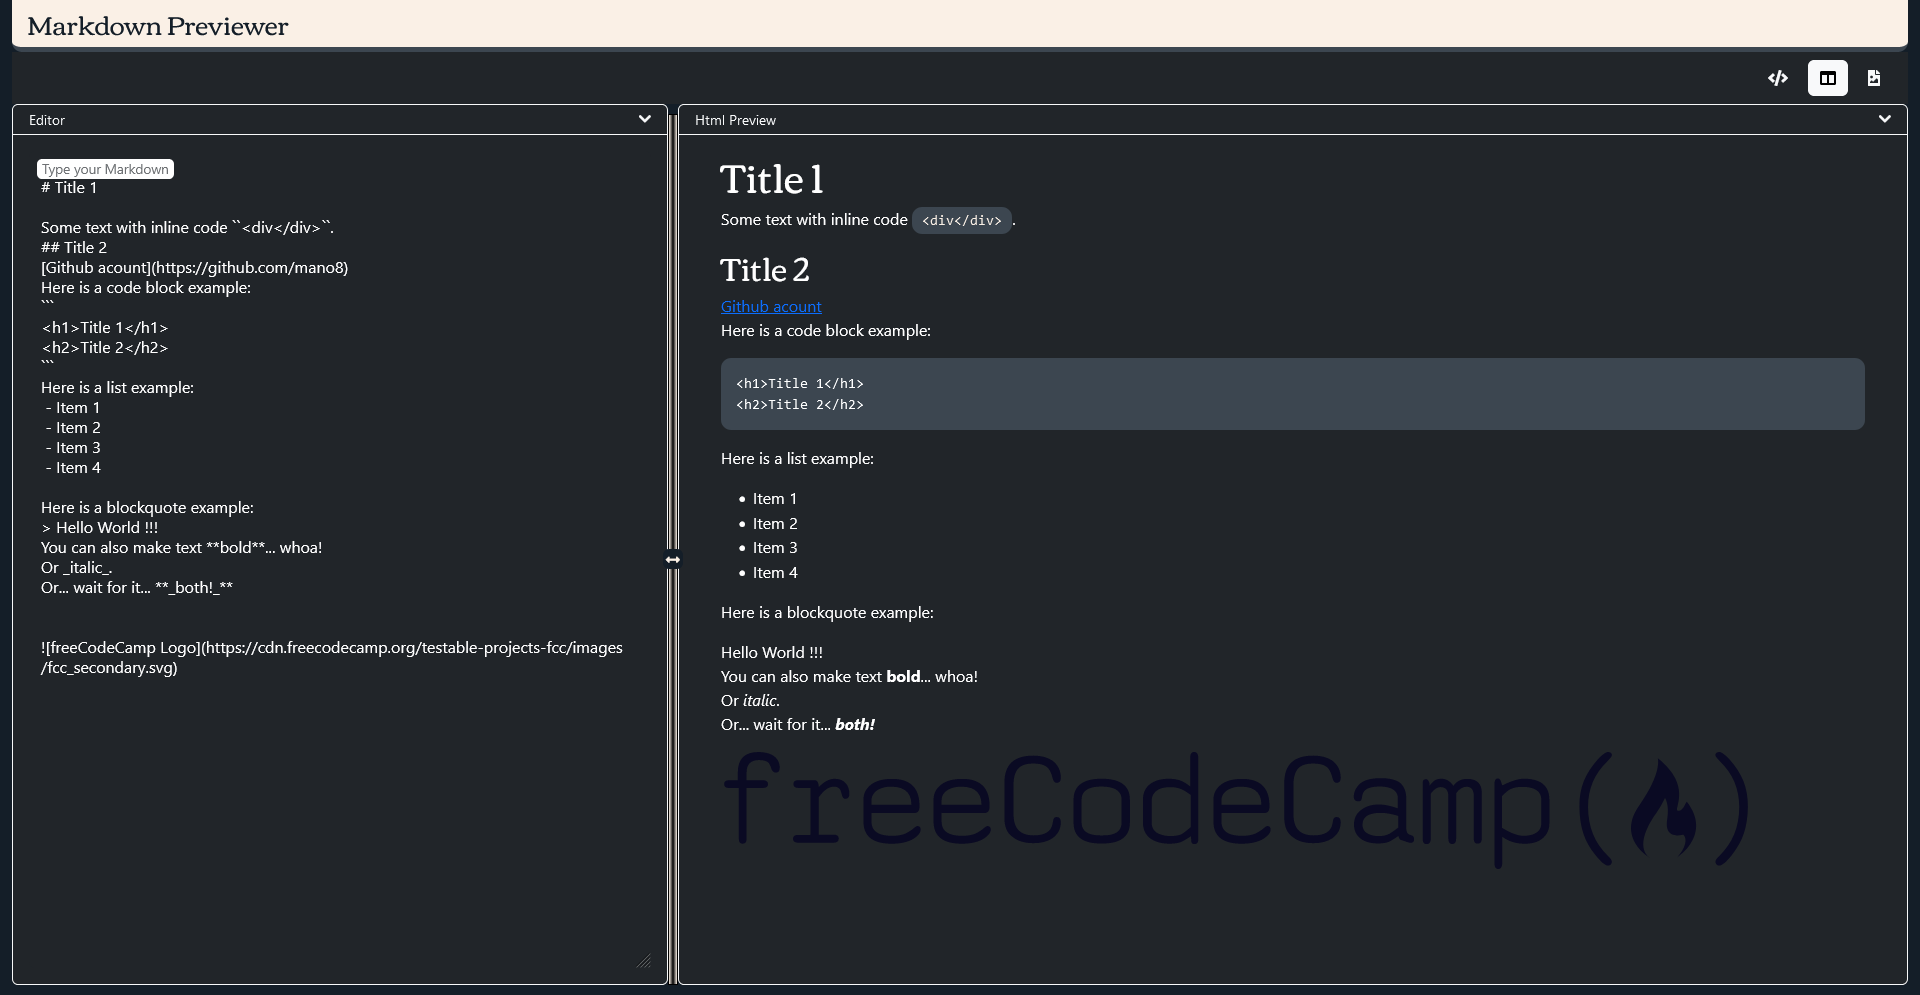 Markdown Previewer
Editor
Type your Markdown
# Title 1
Some text with inline code ``<div></div>``.
## Title 2
[Github acount](https://github.com/mano8)
Here is a code block example:
```
<h1>Title 1</h1>
<h2>Title 2</h2>
```
Here is a list example:
- Item 1
- Item 2
- Item 3
- Item 4
Here is a blockquote example:
> Hello World !!!
You can also make text **bold**... whoa!
Or _italic_.
Or... wait for it... **_both!_**
![freeCodeCamp Logo](https://cdn.freecodecamp.org/testable-projects-fcc/images
/fcc_secondary.svg)
Html Preview
Title 1
Some text with inline code <div></div>.
Title 2
Github acount
Here is a code block example:
<h1>Title 1</h1>
<h2>Title 2</h2>
Here is a list example:
• Item 1
• Item 2
• Item 3
• Item 4
Here is a blockquote example:
Hello World !!!
You can also make text bold... whoa!
Or italic.
Or... wait for it... both!
freeCodeCamp( )